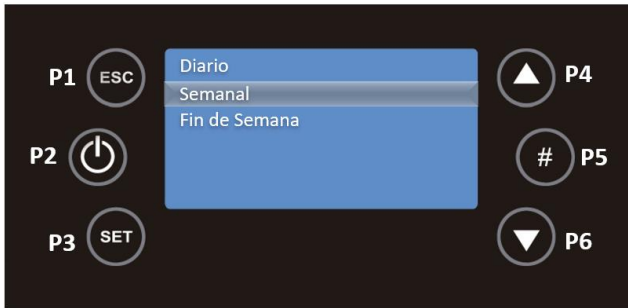 P1 ESC
P2
P3 SET
Diario
Semanal
Fin de Semana
P4
# P5
P6